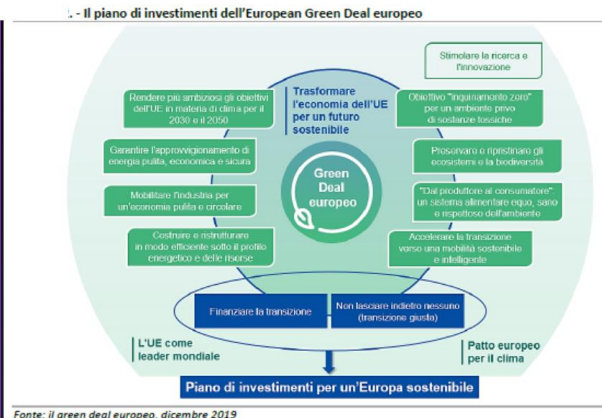 . - Il piano di investimenti dell'European Green Deal europeo
Stimolare la ricerca e
l'innovazione
Trasformare
l'economia dell'UE
per un futuro
sostenibile
Rendere più ambiziosi gli obiettivi
dell'UE in materia di clima per il
2030 e il 2050
Obiettivo "inquinamento zero"
per un ambiente privo
di sostanze tossiche
Garantire l'approvvigionamento di
energia pulita, economica e sicura
Preservare e ripristinare gli
ecosistemi e la biodiversità
Green
Deal
europeo
Mobilitare l'industria per
un'economia pulita e circolare
"Dal produttore al consumatore":
un sistema alimentare equo, sano
e rispettoso dell'ambiente
Costruire e ristrutturare
in modo efficiente sotto il profilo
energetico e delle risorse
Accelerare la transizione
verso una mobilità sostenibile
e intelligente
Finanziare la transizione
Non lasciare indietro nessuno
(transizione giusta)
L'UE come
leader mondiale
Patto europeo
per il clima
Piano di investimenti per un'Europa sostenibile
Fonte: il green deal europeo, dicembre 2019